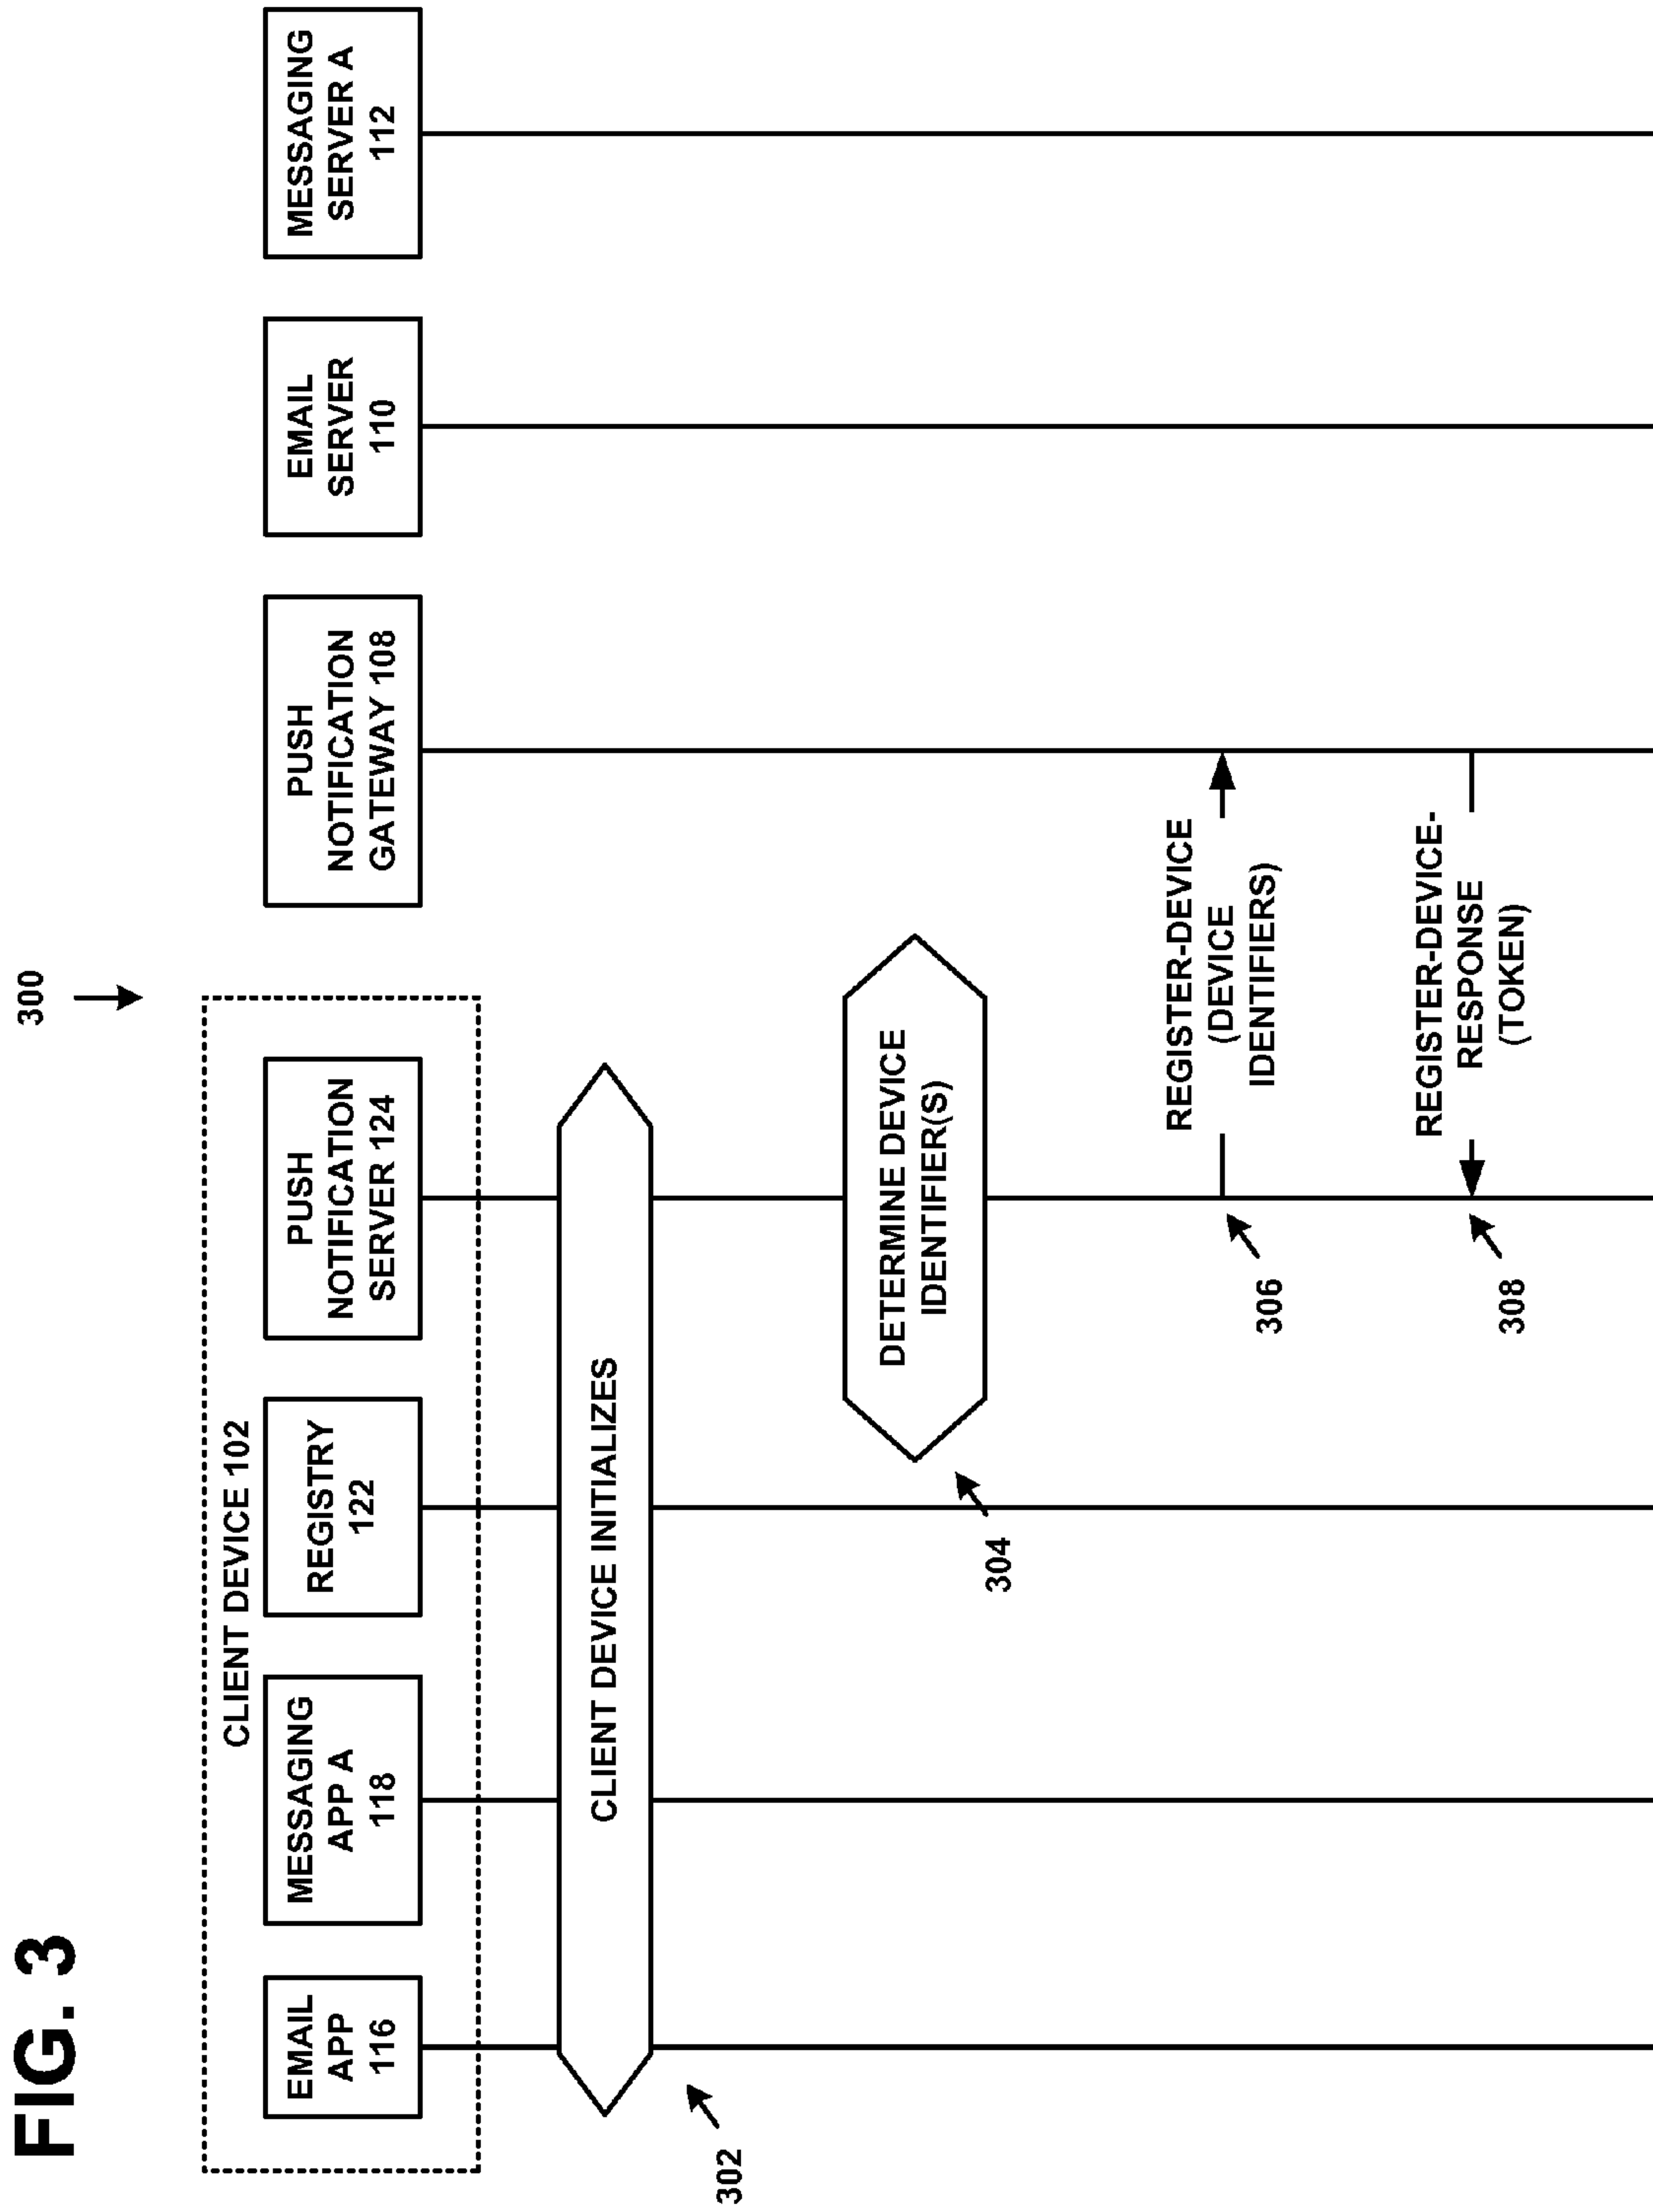 FIG. 3
300
CLIENT DEVICE 102
EMAIL
APP
116
MESSAGING
APP A
118
REGISTRY
122
PUSH
NOTIFICATION
SERVER 124
PUSH
NOTIFICATION
GATEWAY 108
EMAIL
SERVER
110
MESSAGING
SERVER A
112
CLIENT DEVICE INITIALIZES
302
DETERMINE DEVICE
IDENTIFIER(S)
304
REGISTER-DEVICE
(DEVICE
IDENTIFIERS)
306
REGISTER-DEVICE-
RESPONSE
(TOKEN)
308